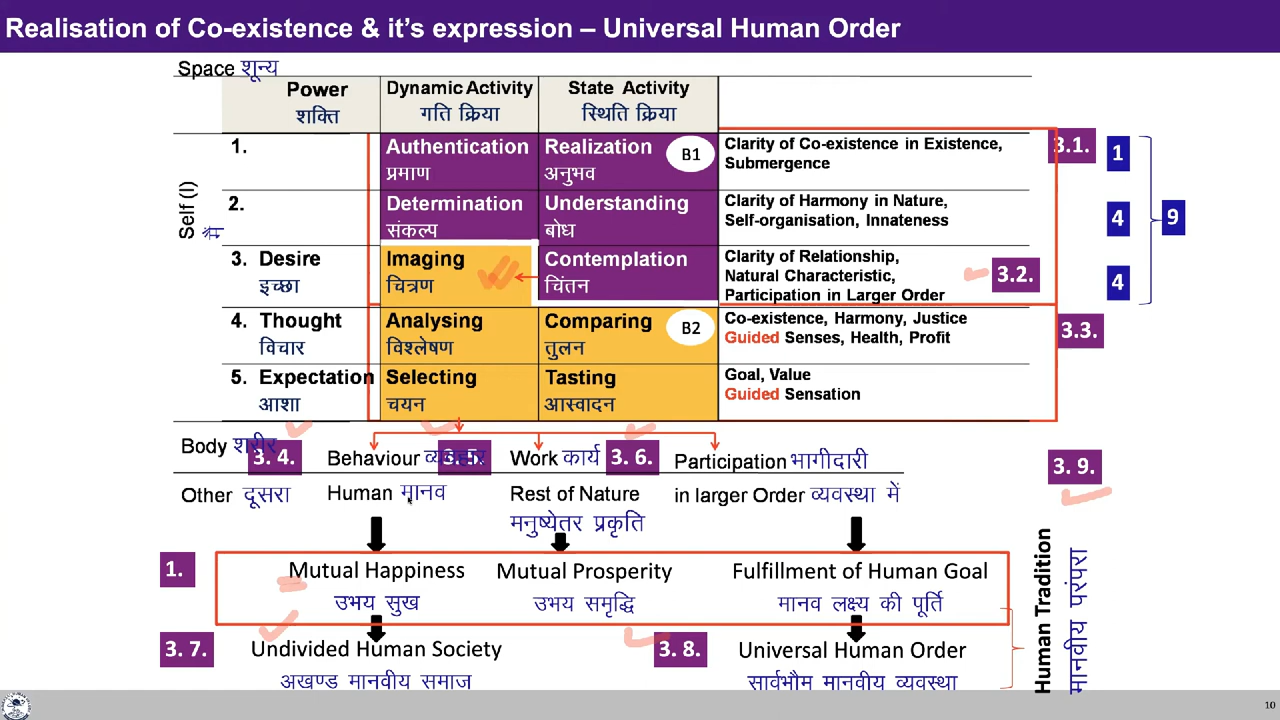 Realisation of Co-existence & it's expression – Universal Human Order
Space शून्य
Power
शक्ति
Dynamic Activity
गति क्रिया
State Activity
स्थिति क्रिया
Self (I)
मैं
1.
Authentication
प्रमाण
Realization
अनुभव
B1
Clarity of Co-existence in Existence,
Submergence
3.1.
1
2.
Determination
संकल्प
Understanding
बोध
Clarity of Harmony in Nature,
Self-organisation, Innateness
4
9
3. Desire
इच्छा
Imaging
चित्रण
Contemplation
चिंतन
Clarity of Relationship,
Natural Characteristic,
Participation in Larger Order
3.2.
4
4. Thought
विचार
Analysing
विश्लेषण
Comparing
तुलन
B2
Co-existence, Harmony, Justice
Guided Senses, Health, Profit
3.3.
5. Expectation
आशा
Selecting
चयन
Tasting
आस्वादन
Goal, Value
Guided Sensation
Body शरीर
3. 4.
Behaviour व्यवहार
3.5.
Work कार्य
3. 6.
Participation भागीदारी
3. 9.
Other दूसरा
Human मानव
Rest of Nature
मनुष्येतर प्रकृति
in larger Order व्यवस्था में
1.
Mutual Happiness
उभय सुख
Mutual Prosperity
उभय समृद्धि
Fulfillment of Human Goal
मानव लक्ष्य की पूर्ति
3. 7.
Undivided Human Society
अखण्ड मानवीय समाज
3. 8.
Universal Human Order
सार्वभौम मानवीय व्यवस्था
Human Tradition
मानवीय परंपरा
10